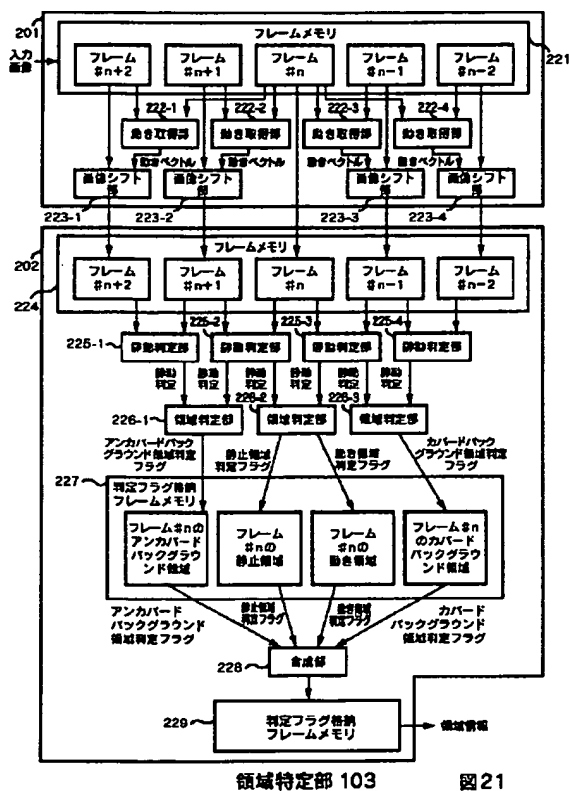 201
フレームメモリ
入力
画像
フレーム
#n+2
フレーム
#n+1
フレーム
#n
フレーム
#n−1
フレーム
#n−2
221
222-1
222-2
222-3
222-4
動き取得部
動き取得部
動き取得部
動き取得部
動きベクトル
動きベクトル
動きベクトル
動きベクトル
画像シフト
部
画像シフト
部
画像シフト
部
画像シフト
部
223-1
223-2
223-3
223-4
202
フレームメモリ
224
フレーム
#n+2
フレーム
#n+1
フレーム
#n
フレーム
#n−1
フレーム
#n−2
225-1
225-2
225-3
225-4
静動判定部
静動判定部
静動判定部
静動判定部
静動
判定
静動
判定
静動
判定
静動
判定
静動
判定
静動
判定
226-1
226-2
226-3
領域判定部
領域判定部
領域判定部
アンカバードバック
グラウンド領域判定
フラグ
静止領域
判定フラグ
動き領域
判定フラグ
カバードバック
グラウンド領域判定
フラグ
227
判定フラグ格納
フレームメモリ
フレーム#nの
アンカバード
バックグラウ
ンド領域
フレーム
#nの
静止領域
フレーム
#nの
動き領域
フレーム#n
のカバード
バックグラ
ウンド領域
アンカバード
バックグラウンド
領域判定フラグ
静止領域
判定フラグ
動き領域
判定フラグ
カバード
バックグラウンド
領域判定フラグ
228
合成部
229
判定フラグ格納
フレームメモリ
領域情報
領域特定部 103
図21